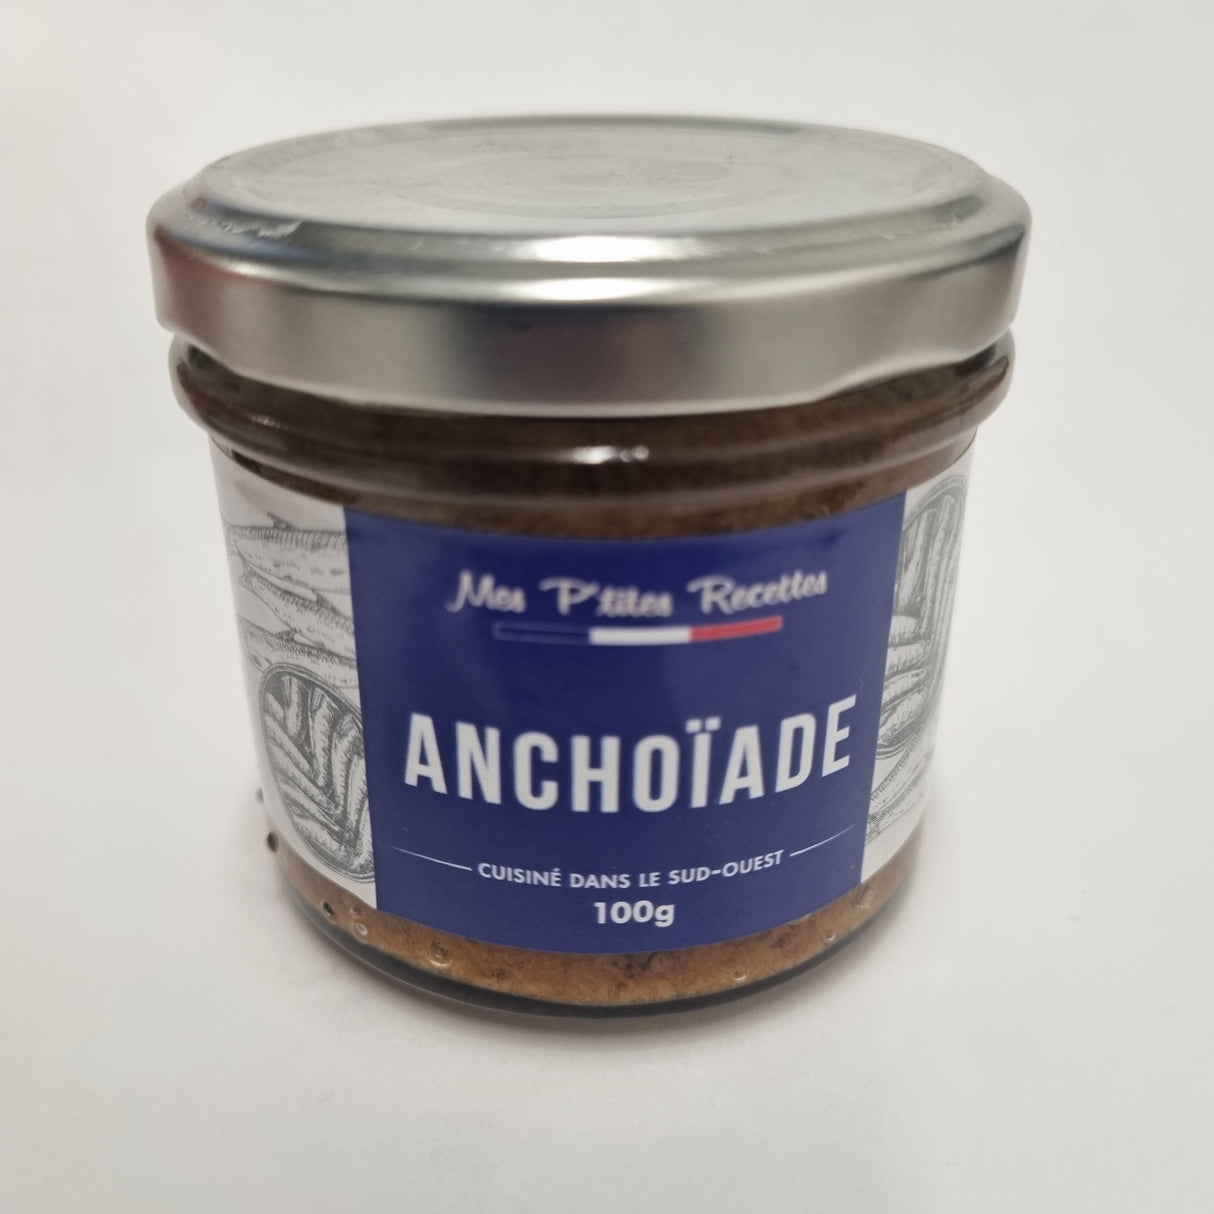 Mes P'tites Recettes
ANCHOÏADE
CUISINÉ DANS LE SUD-OUEST
100g